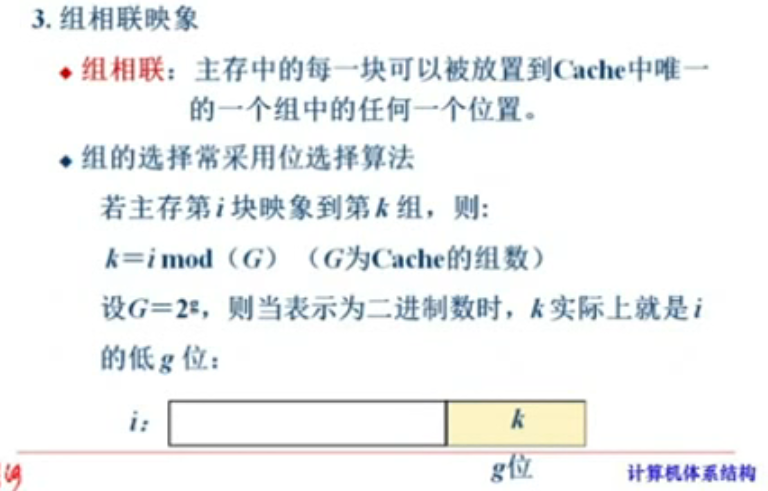 3. 组相联映象
◆ 组相联：主存中的每一块可以被放置到Cache中唯一
的一个组中的任何一个位置。
◆ 组的选择常采用位选择算法
若主存第 i 块映象到第 k 组，则：
k＝i mod（G）（G为Cache的组数）
设G＝2ᵍ，则当表示为二进制数时，k 实际上就是 i
的低 g 位：
i： k
g位
计算机体系结构